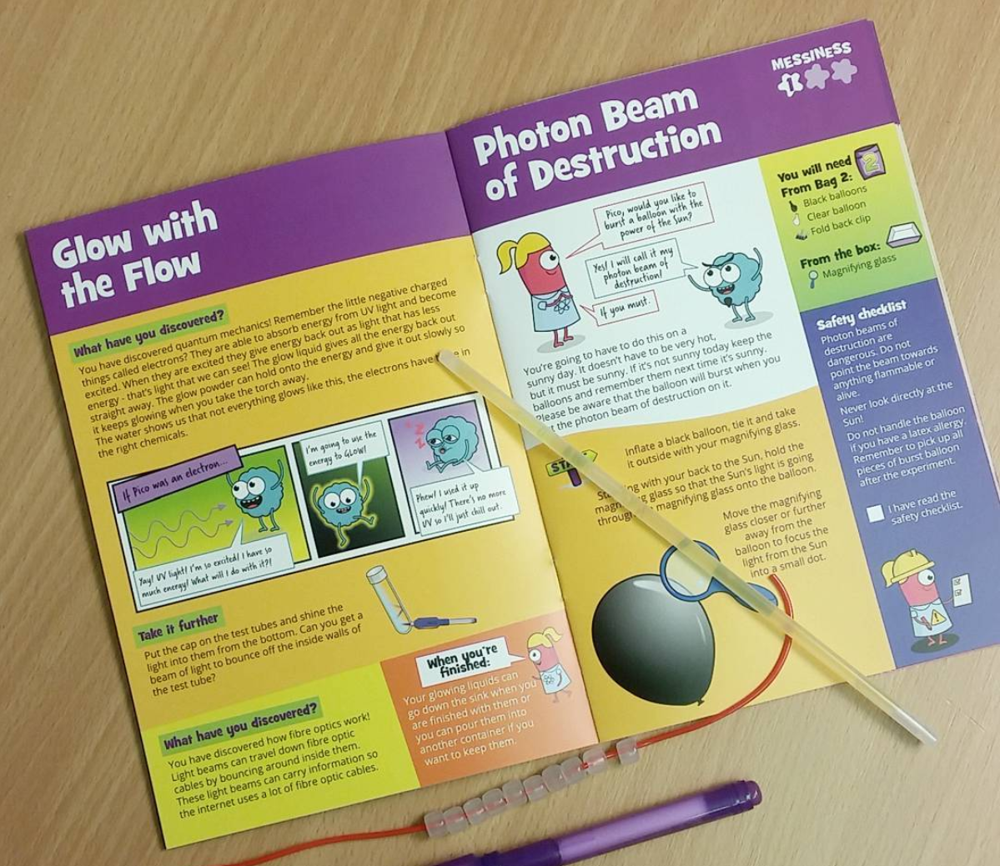 Glow with
the Flow
What have you discovered?
You have discovered quantum mechanics! Remember the little negative charged
things called electrons? They are able to absorb energy from UV light and become
excited. When they are excited they give energy back out as light that has less
energy - that's light that we can see! The glow liquid gives all the energy back out
straight away. The glow powder can hold onto the energy and give it out slowly so
it keeps glowing when you take the torch away.
The water shows us that not everything glows like this, the electrons have in
the right chemicals.
If Pico was an electron...
Yay! UV light! I'm so excited! I have so
much energy! What will I do with it?!
I'm going to use the
energy to GLOW!
Phew! I used it up
quickly! There's no more
UV so I'll just chill out.
Take it further
Put the cap on the test tubes and shine the
light into them from the bottom. Can you get a
beam of light to bounce off the inside walls of
the test tube?
What have you discovered?
You have discovered how fibre optics work!
Light beams can travel down fibre optic
cables by bouncing around inside them.
These light beams can carry information so
the internet uses a lot of fibre optic cables.
When you're
finished:
Your glowing liquids can
go down the sink when you
are finished with them or
you can pour them into
another container if you
want to keep them.
Photon Beam
of Destruction
MESSINESS
1
Pico, would you like to
burst a balloon with the
power of the Sun?
Yes! I will call it my
photon beam of
destruction!
If you must.
You're going to have to do this on a
sunny day. It doesn't have to be very hot,
but it must be sunny. If it's not sunny today keep the
balloons and remember them next time it's sunny.
Please be aware that the balloon will burst when you
the photon beam of destruction on it.
Inflate a black balloon, tie it and take
it outside with your magnifying glass.
with your back to the Sun, hold the
glass so that the Sun's light is going
magnifying glass onto the balloon.
Move the magnifying
glass closer or further
away from the
balloon to focus the
light from the Sun
into a small dot.
You will need
From Bag 2:
2
Black balloons
Clear balloon
Fold back clip
From the box:
Magnifying glass
Safety checklist
Photon beams of
destruction are
dangerous. Do not
point the beam towards
anything flammable or
alive.
Never look directly at the
Sun!
Do not handle the balloon
if you have a latex allergy.
Remember to pick up all
pieces of burst balloon
after the experiment.
I have read the
safety checklist.